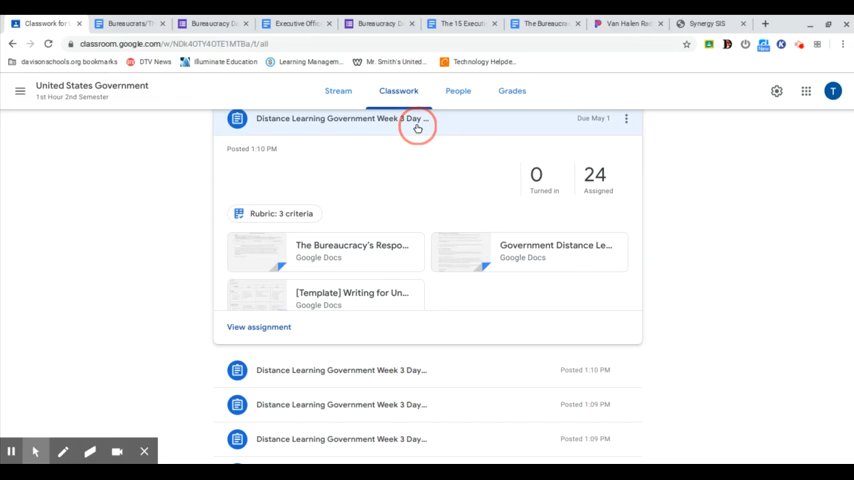 Classroom for
Bureaucrats/Th
Bureaucracy D
Executive Offic
Bureaucracy D
The 15 Execut
The Bureaucra
Van Halen Ra
Synergy SIS
classroom.google.com/w/NDk4OTY4OTE1MTBa/t/all
davisonschools.org bookmarks
DTV News
Illuminate Education
Learning Managem...
Mr. Smith's United...
Technology Helpde...
United States Government
1st Hour 2nd Semester
Stream
Classwork
People
Grades
T
Distance Learning Government Week 3 Day ...
Due May 1
Posted 1:10 PM
0
Turned in
24
Assigned
Rubric: 3 criteria
The Bureaucracy's Respo...
Google Docs
Government Distance Le...
Google Docs
[Template] Writing for Un...
Google Docs
View assignment
Distance Learning Government Week 3 Day...
Posted 1:10 PM
Distance Learning Government Week 3 Day...
Posted 1:09 PM
Distance Learning Government Week 3 Day...
Posted 1:09 PM